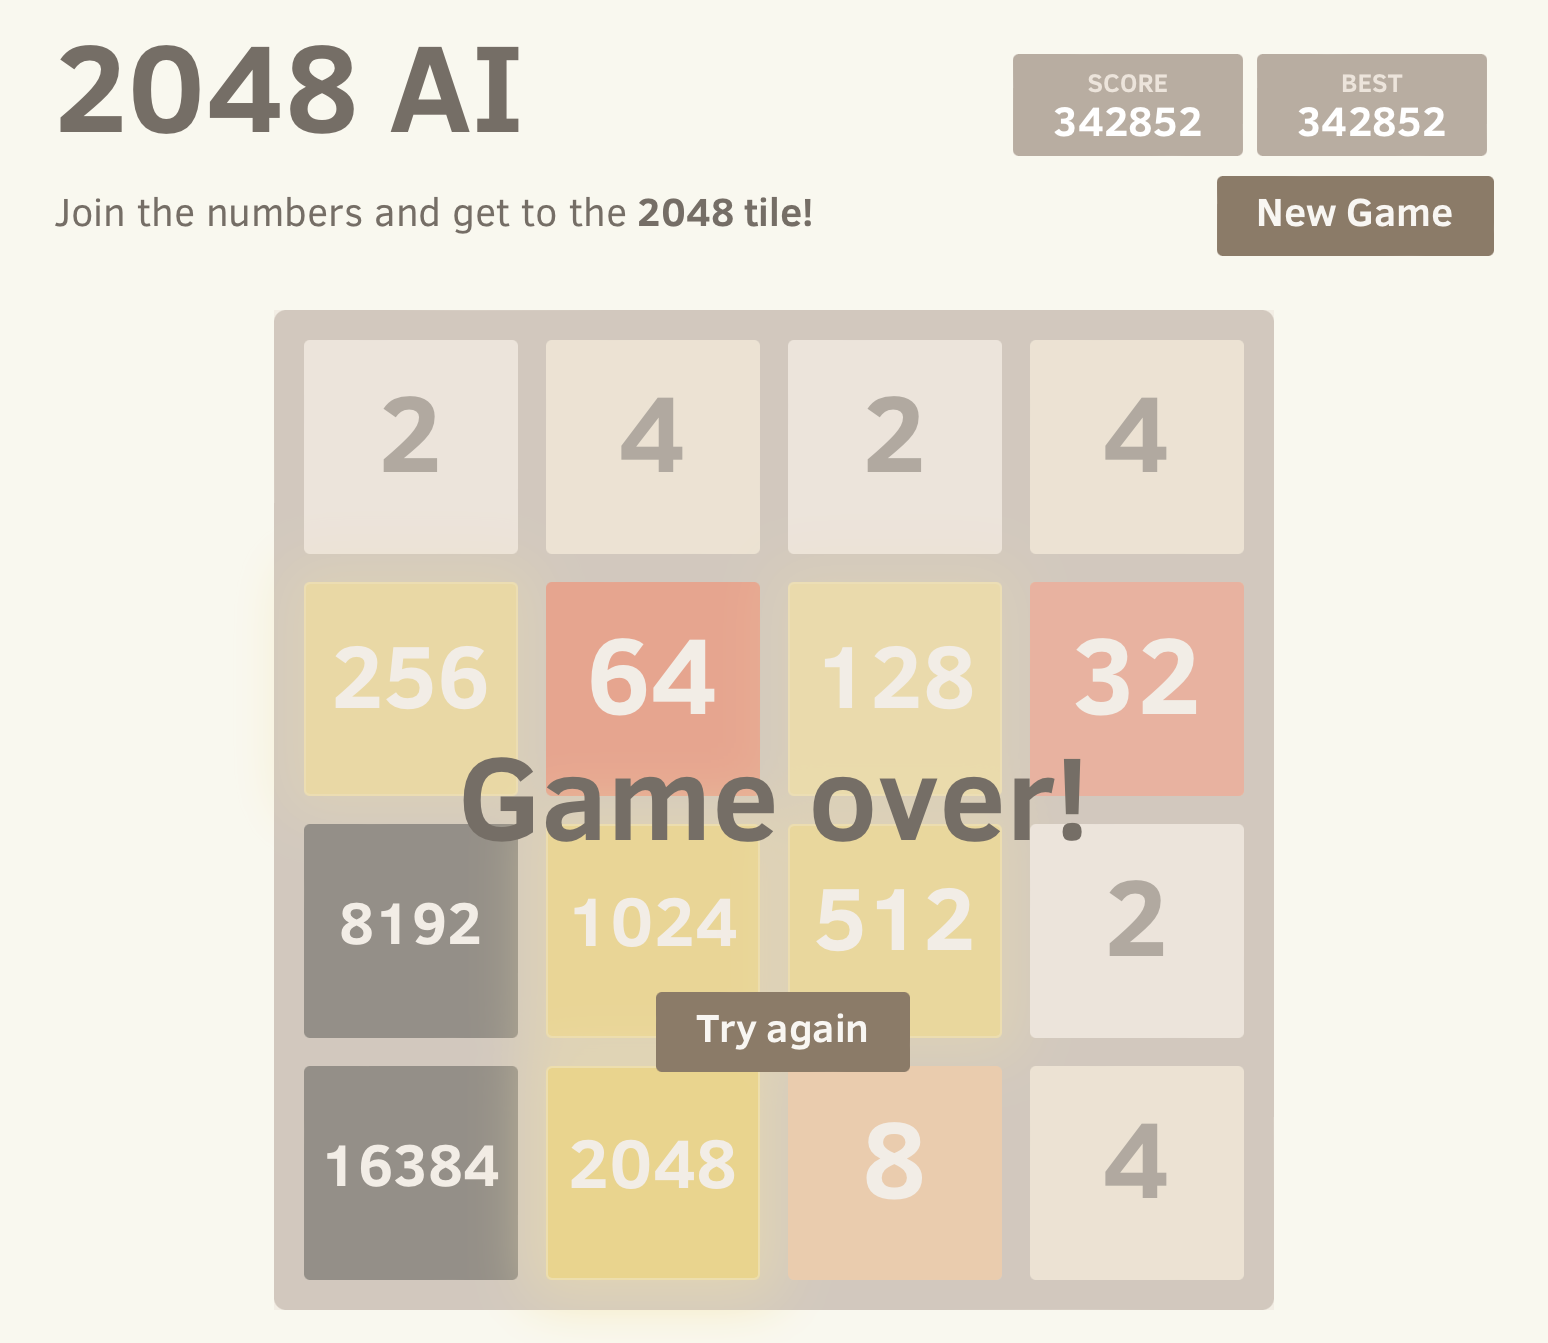 2048 AI
SCORE
342852
BEST
342852
Join the numbers and get to the 2048 tile!
New Game
2 4 2 4
256 64 128 32
Game over!
8192 1024 512 2
Try again
16384 2048 8 4